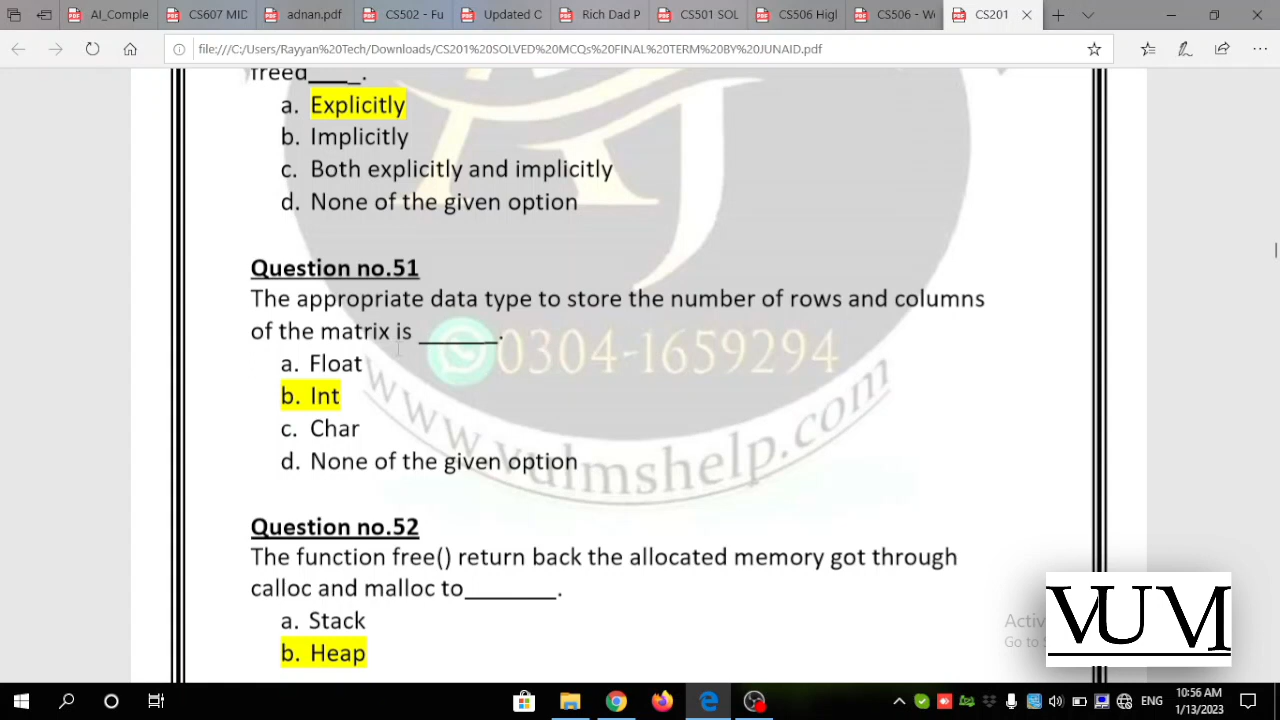 AI_Comple
CS607 MID
adnan.pdf
CS502 - Fu
Updated C
Rich Dad P
CS501 SOL
CS506 Higl
CS506 - W
CS201
file:///C:/Users/Rayyan%20Tech/Downloads/CS201%20SOLVED%20MCQs%20FINAL%20TERM%20BY%20JUNAID.pdf
freed_____.
a. Explicitly
b. Implicitly
c. Both explicitly and implicitly
d. None of the given option
Question no.51
The appropriate data type to store the number of rows and columns
of the matrix is ______.
0304-1659294
a. Float
b. Int
c. Char
d. None of the given option
www.vulmshelp.com
Question no.52
The function free() return back the allocated memory got through
calloc and malloc to_______.
a. Stack
b. Heap
Activ
Go to S
VUM
ENG
10:56 AM
1/13/2023